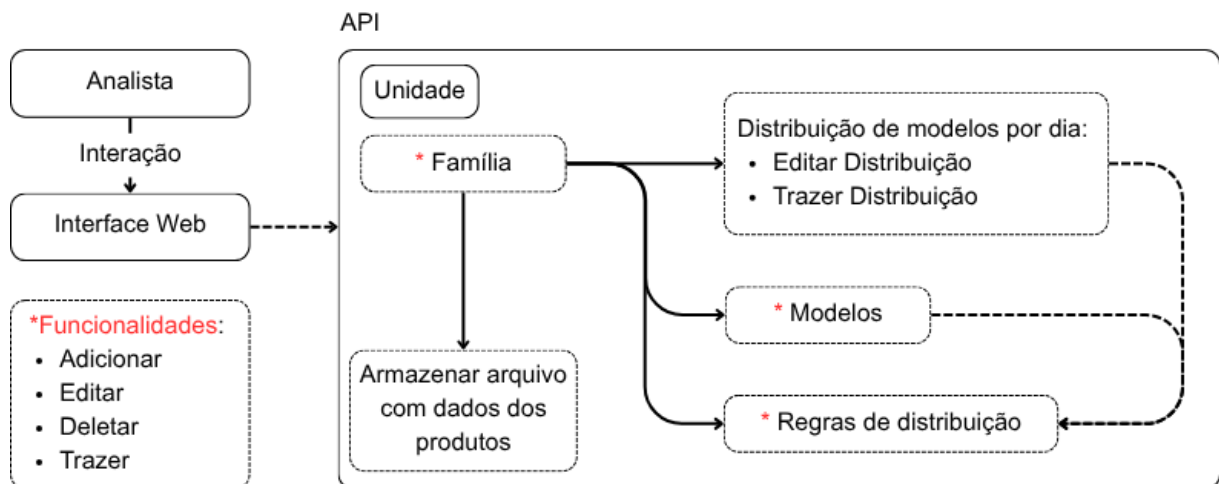 API
Analista
Interação
Interface Web
*Funcionalidades:
• Adicionar
• Editar
• Deletar
• Trazer
Unidade
* Família
Armazenar arquivo
com dados dos
produtos
Distribuição de modelos por dia:
• Editar Distribuição
• Trazer Distribuição
* Modelos
* Regras de distribuição